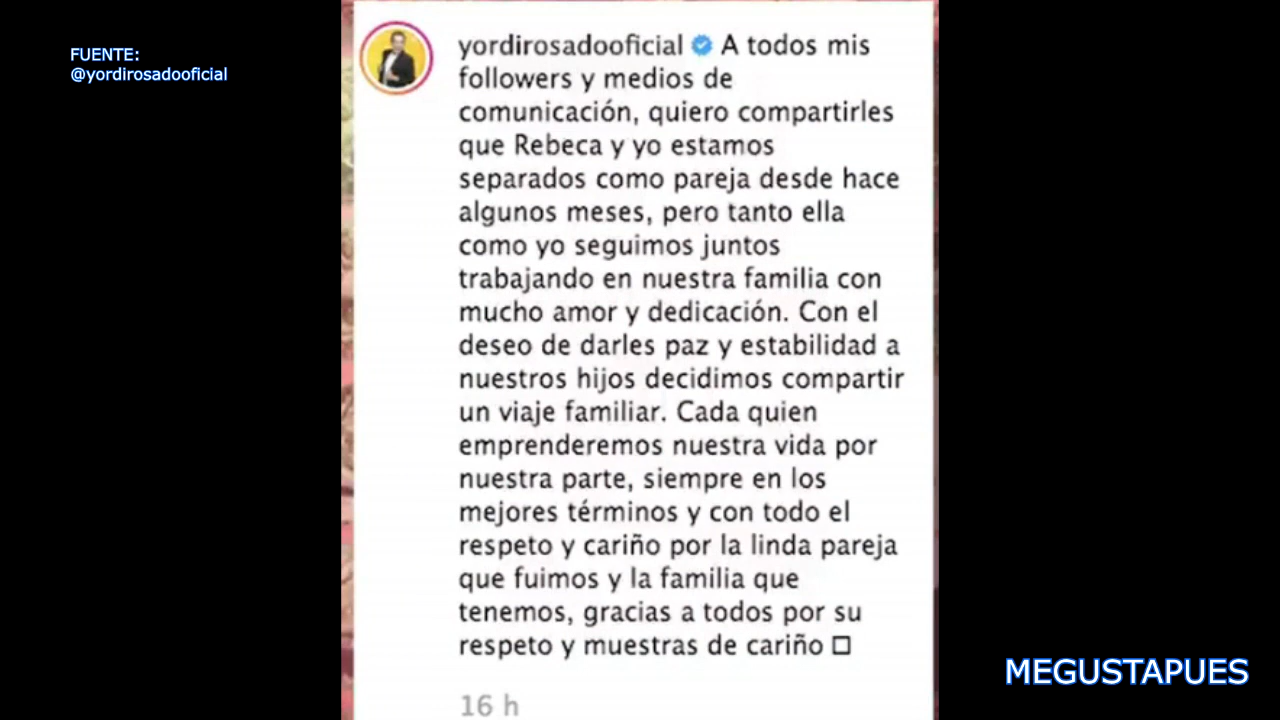 FUENTE:
@yordirosadooficial
yordirosadooficial A todos mis
followers y medios de
comunicación, quiero compartirles
que Rebeca y yo estamos
separados como pareja desde hace
algunos meses, pero tanto ella
como yo seguimos juntos
trabajando en nuestra familia con
mucho amor y dedicación. Con el
deseo de darles paz y estabilidad a
nuestros hijos decidimos compartir
un viaje familiar. Cada quien
emprenderemos nuestra vida por
nuestra parte, siempre en los
mejores términos y con todo el
respeto y cariño por la linda pareja
que fuimos y la familia que
tenemos, gracias a todos por su
respeto y muestras de cariño □
16 h
MEGUSTAPUES